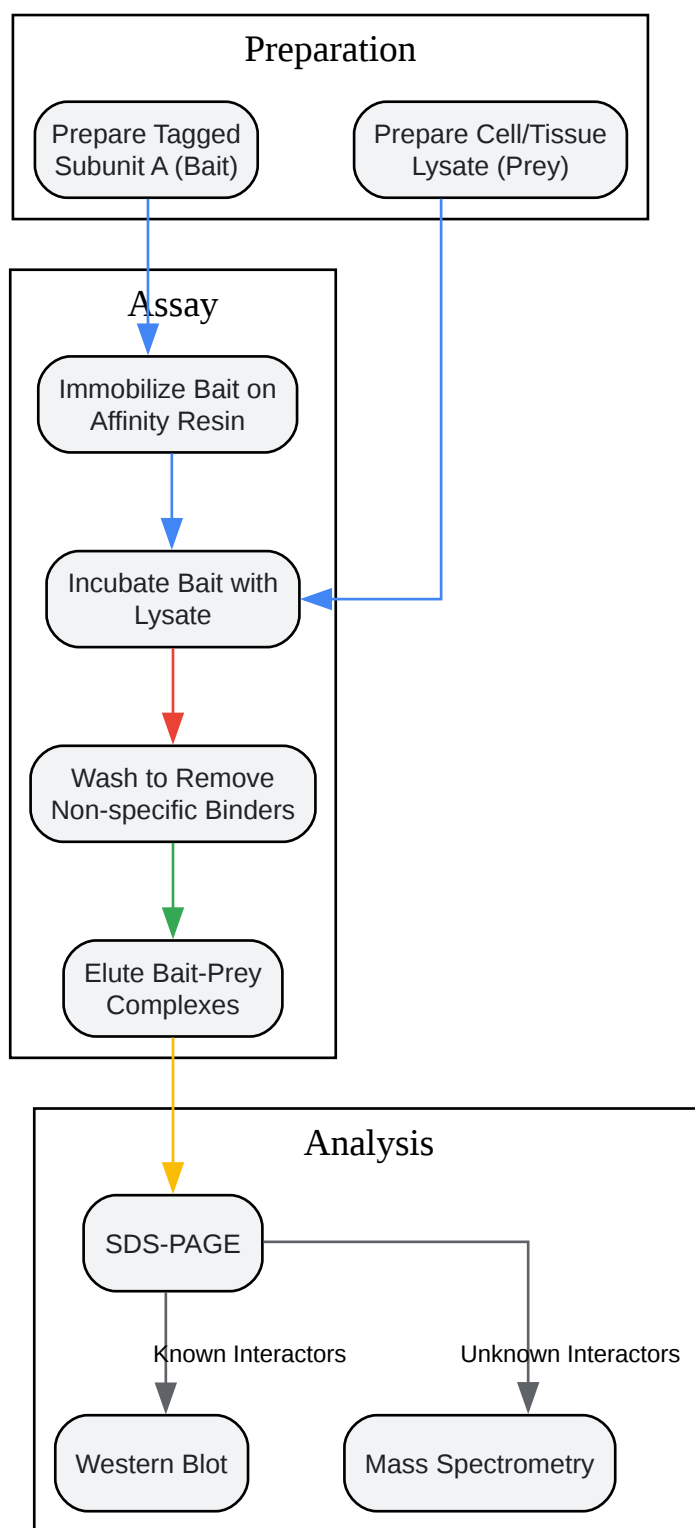 Preparation
Prepare Tagged
Subunit A (Bait)
Prepare Cell/Tissue
Lysate (Prey)
Assay
Immobilize Bait on
Affinity Resin
Incubate Bait with
Lysate
Wash to Remove
Non-specific Binders
Elute Bait-Prey
Complexes
Analysis
SDS-PAGE
Known Interactors
Unknown Interactors
Western Blot
Mass Spectrometry